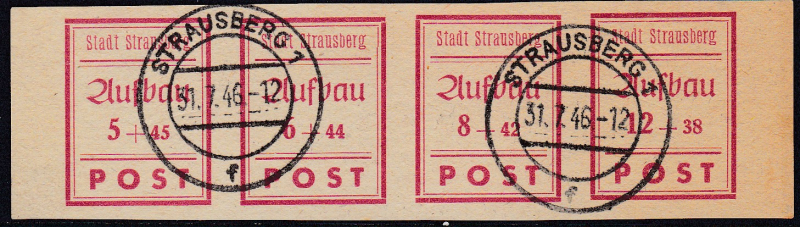 Stadt Strausberg
Aufbau
5 + 45
POST
Stadt Strausberg
Aufbau
6 + 44
POST
Stadt Strausberg
Aufbau
8 - 42
POST
Stadt Strausberg
Aufbau
12 - 38
POST
STRAUSBERG 1
31.7.46-12
f
STRAUSBERG 1
31.7.46-12
f